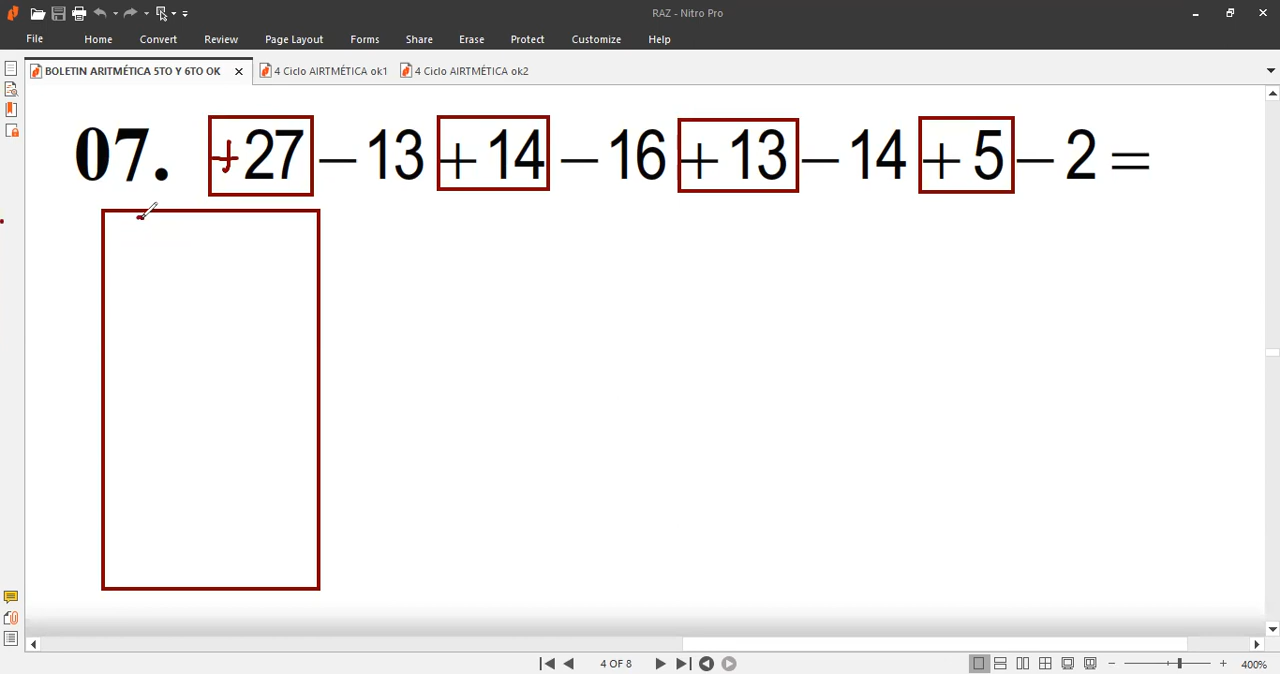 RAZ - Nitro Pro
File Home Convert Review Page Layout Forms Share Erase Protect Customize Help
BOLETIN ARITMÉTICA 5TO Y 6TO OK × 4 Ciclo AIRTMÉTICA ok1 4 Ciclo AIRTMÉTICA ok2
07. +27 − 13 + 14 − 16 + 13 − 14 + 5 − 2 =
4 OF 8 400%